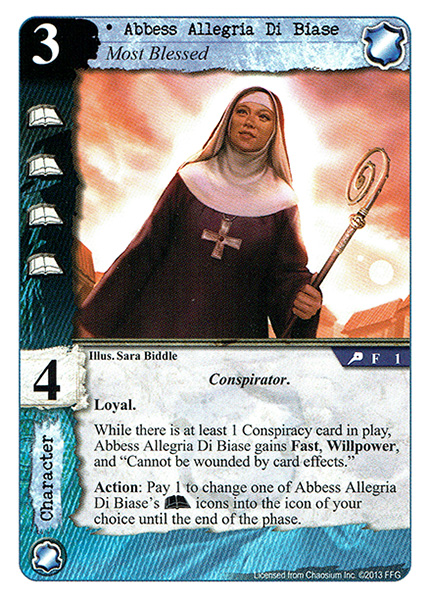 3
• Abbess Allegria Di Biase
Most Blessed
Illus. Sara Biddle
F 1
4
Conspirator.
Loyal.
While there is at least 1 Conspiracy card in play,
Abbess Allegria Di Biase gains Fast, Willpower,
and “Cannot be wounded by card effects.”
Action: Pay 1 to change one of Abbess Allegria
Di Biase’s icons into the icon of your
choice until the end of the phase.
Character
Licensed from Chaosium Inc. ©2013 FFG